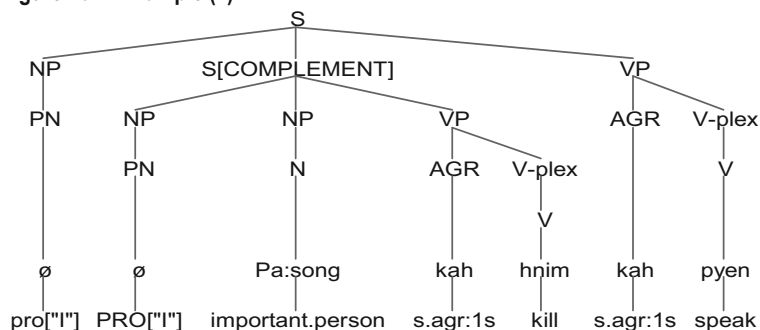 S
NP S[COMPLEMENT] VP
PN NP NP VP AGR V-plex
PN N AGR V-plex V
V
ø ø Pa:song kah hnim kah pyen
pro["I"] PRO["I"] important.person s.agr:1s kill s.agr:1s speak